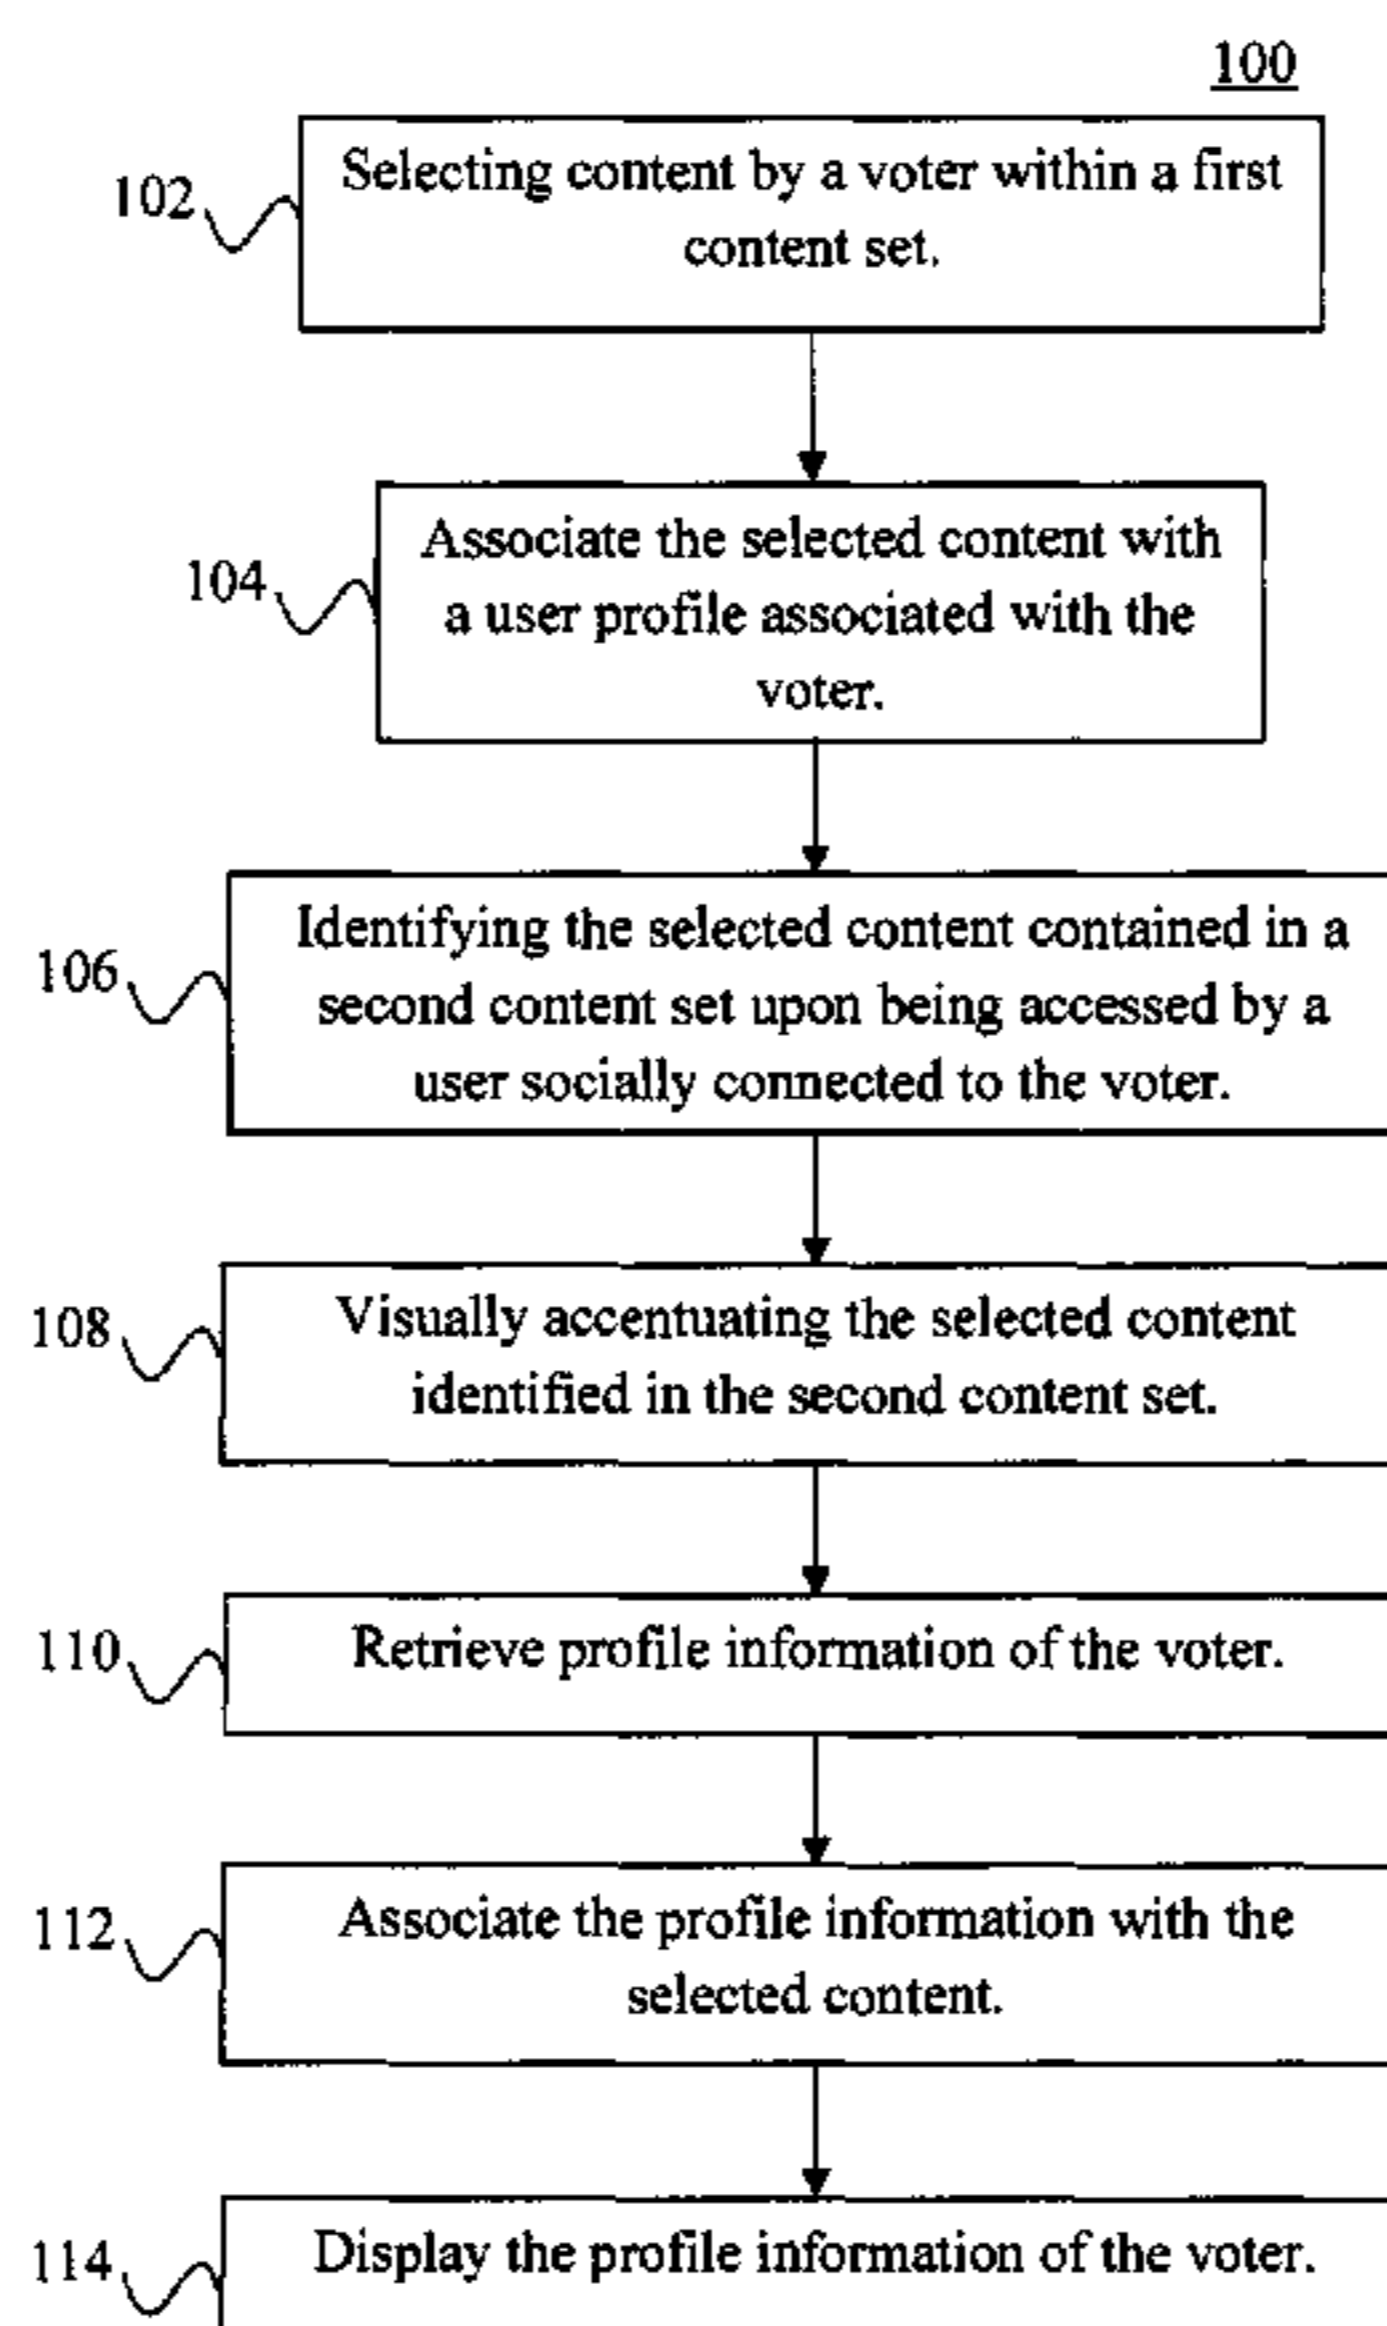 100
102
Selecting content by a voter within a first
content set.
104
Associate the selected content with
a user profile associated with the
voter.
106
Identifying the selected content contained in a
second content set upon being accessed by a
user socially connected to the voter.
108
Visually accentuating the selected content
identified in the second content set.
110
Retrieve profile information of the voter.
112
Associate the profile information with the
selected content.
114
Display the profile information of the voter.